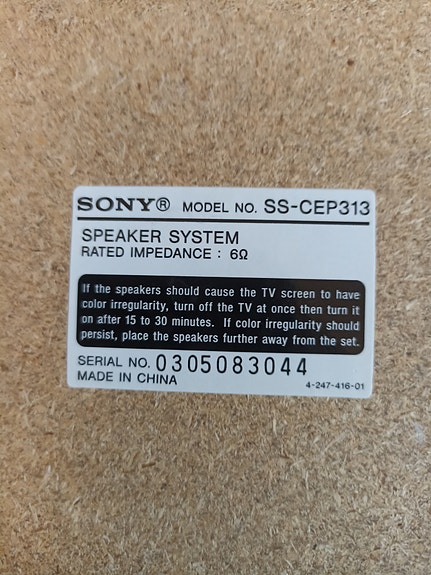 SONY® MODEL NO. SS-CEP313
SPEAKER SYSTEM
RATED IMPEDANCE : 6Ω
If the speakers should cause the TV screen to have
color irregularity, turn off the TV at once then turn it
on after 15 to 30 minutes. If color irregularity should
persist, place the speakers further away from the set.
SERIAL NO. 0305083044
MADE IN CHINA 4-247-416-01